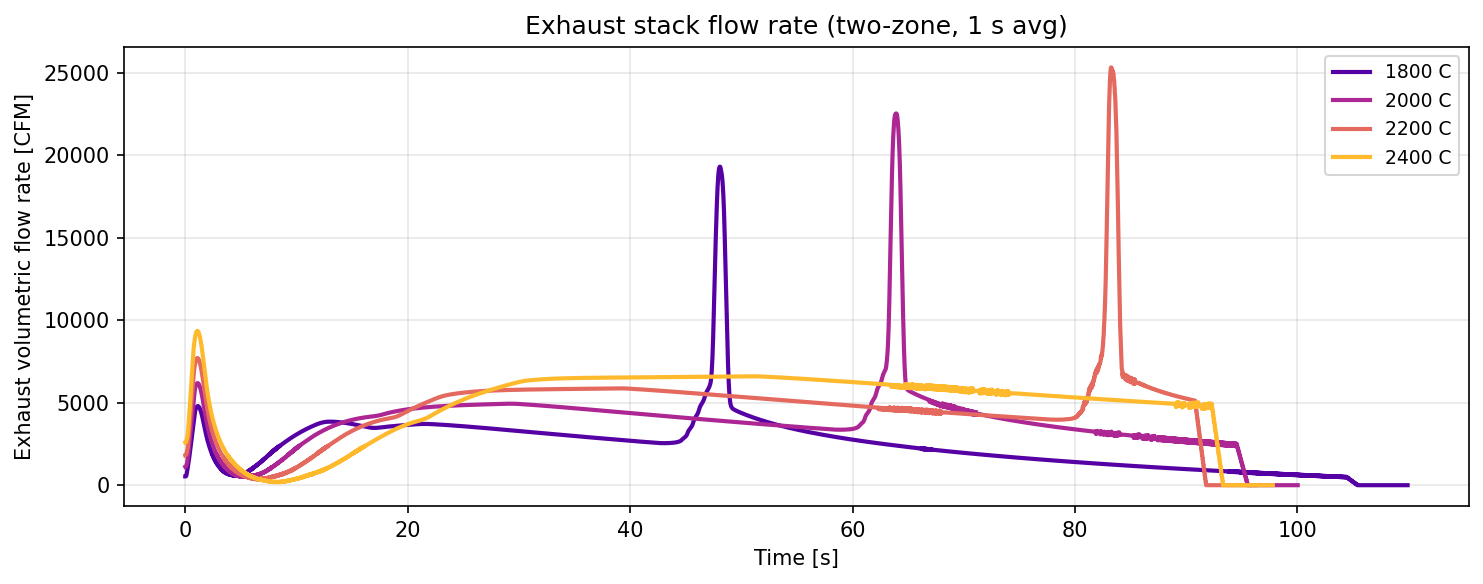 Exhaust stack flow rate (two-zone, 1 s avg)
Exhaust volumetric flow rate [CFM]
25000
20000
15000
10000
5000
0
0
20
40
60
80
100
Time [s]
1800 C
2000 C
2200 C
2400 C